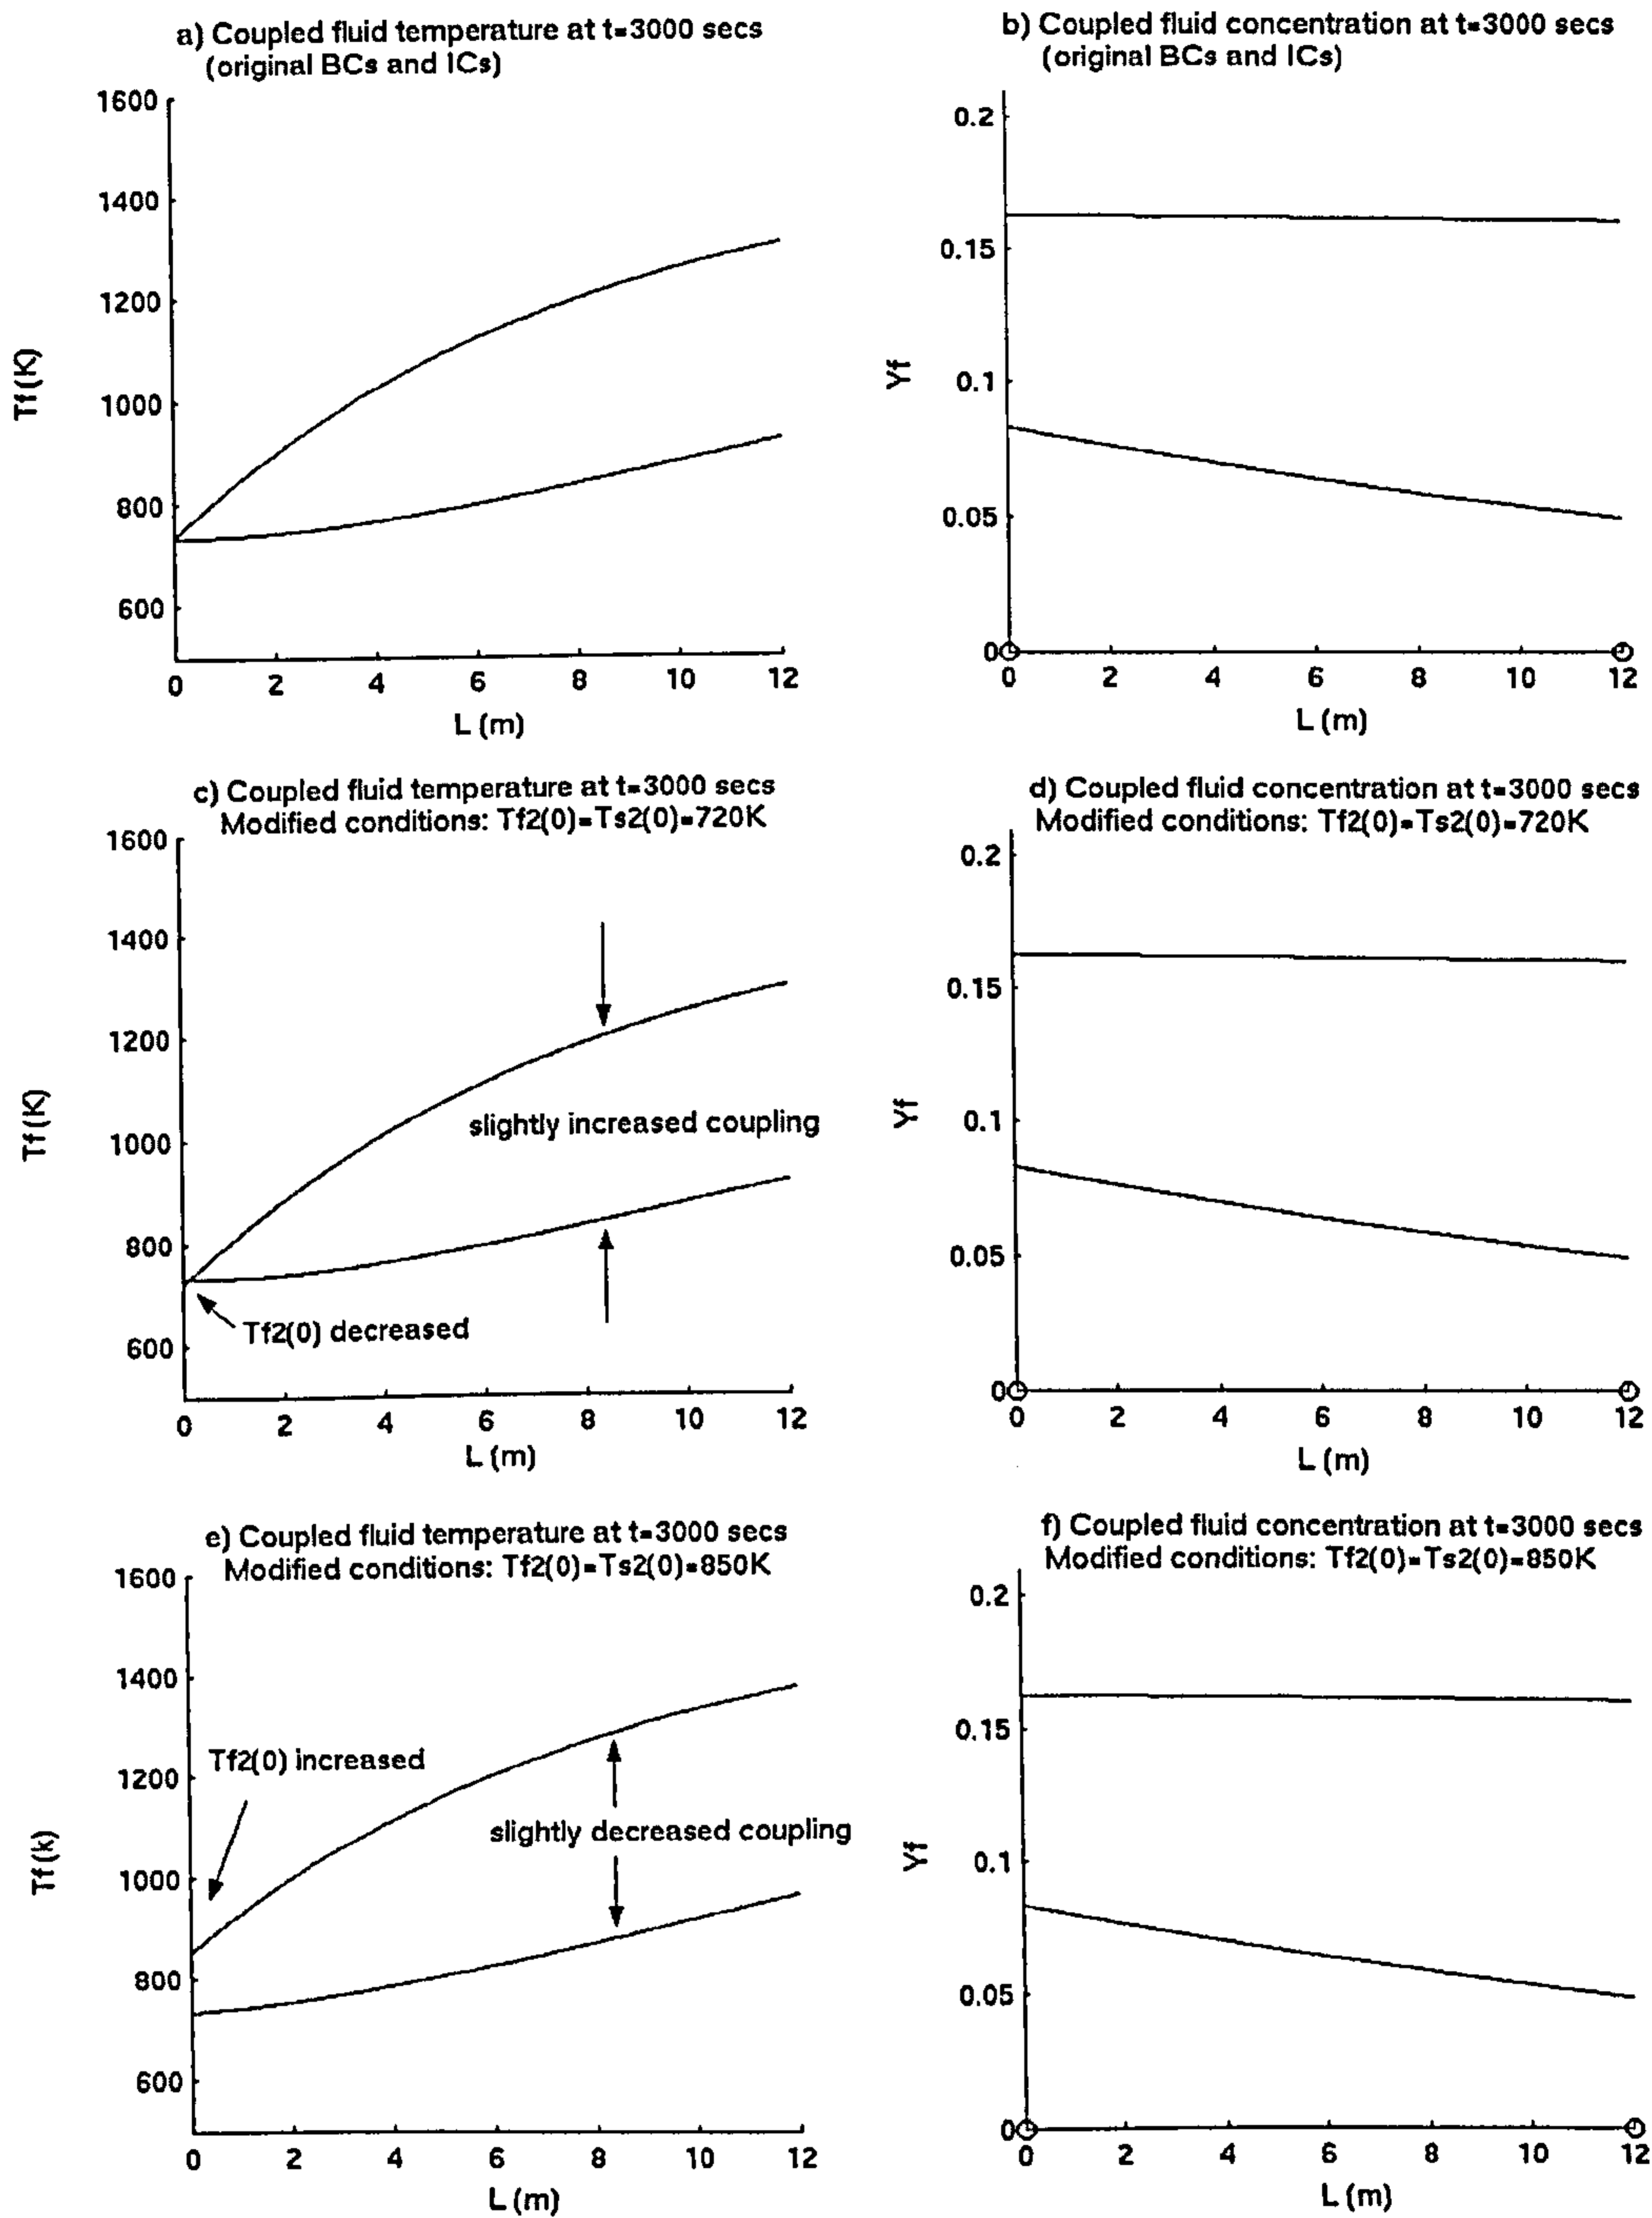 a) Coupled fluid temperature at t=3000 secs
(original BCs and ICs)
1600
1400
1200
1000
800
600
Tf(K)
0 2 4 6 8 10 12
L (m)
b) Coupled fluid concentration at t=3000 secs
(original BCs and ICs)
0.2
0.15
0.1
0.05
0
Yf
0 2 4 6 8 10 12
L (m)
c) Coupled fluid temperature at t=3000 secs
Modified conditions: Tf2(0)=Ts2(0)=720K
1600
1400
1200
1000
800
600
Tf(K)
slightly increased coupling
Tf2(0) decreased
0 2 4 6 8 10 12
L (m)
d) Coupled fluid concentration at t=3000 secs
Modified conditions: Tf2(0)=Ts2(0)=720K
0.2
0.15
0.1
0.05
0
Yf
0 2 4 6 8 10 12
L (m)
e) Coupled fluid temperature at t=3000 secs
Modified conditions: Tf2(0)=Ts2(0)=850K
1600
1400
1200
1000
800
600
Tf(k)
Tf2(0) increased
slightly decreased coupling
0 2 4 6 8 10 12
L (m)
f) Coupled fluid concentration at t=3000 secs
Modified conditions: Tf2(0)=Ts2(0)=850K
0.2
0.15
0.1
0.05
0
Yf
0 2 4 6 8 10 12
L (m)